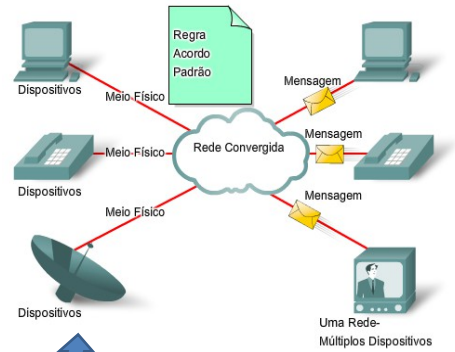 Regra
Acordo
Padrão
Dispositivos
Meio Físico
Mensagem
Meio Físico
Rede Convergida
Mensagem
Dispositivos
Meio Físico
Mensagem
Dispositivos
Uma Rede-
Múltiplos Dispositivos